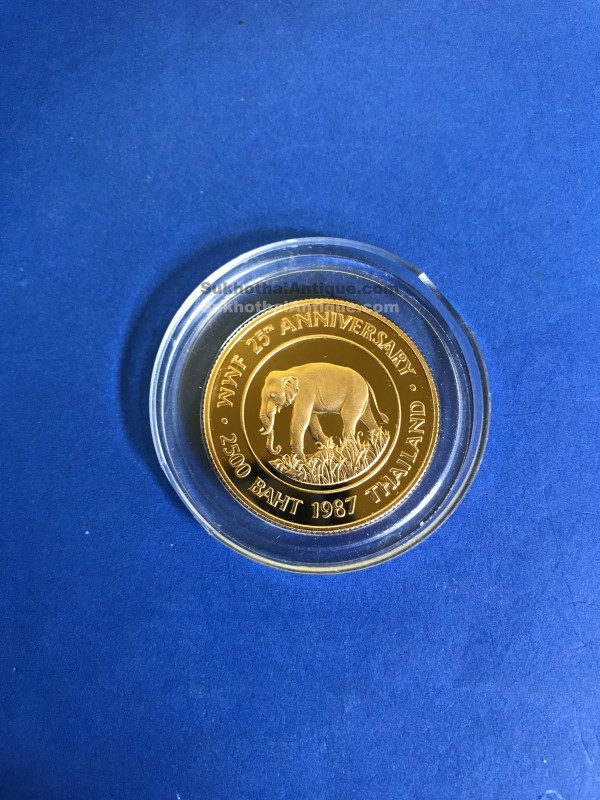 SukhothaiAntique.com
SukhothaiAntique.com
• WWF 25TH ANNIVERSARY •
2500 BAHT 1987 THAILAND